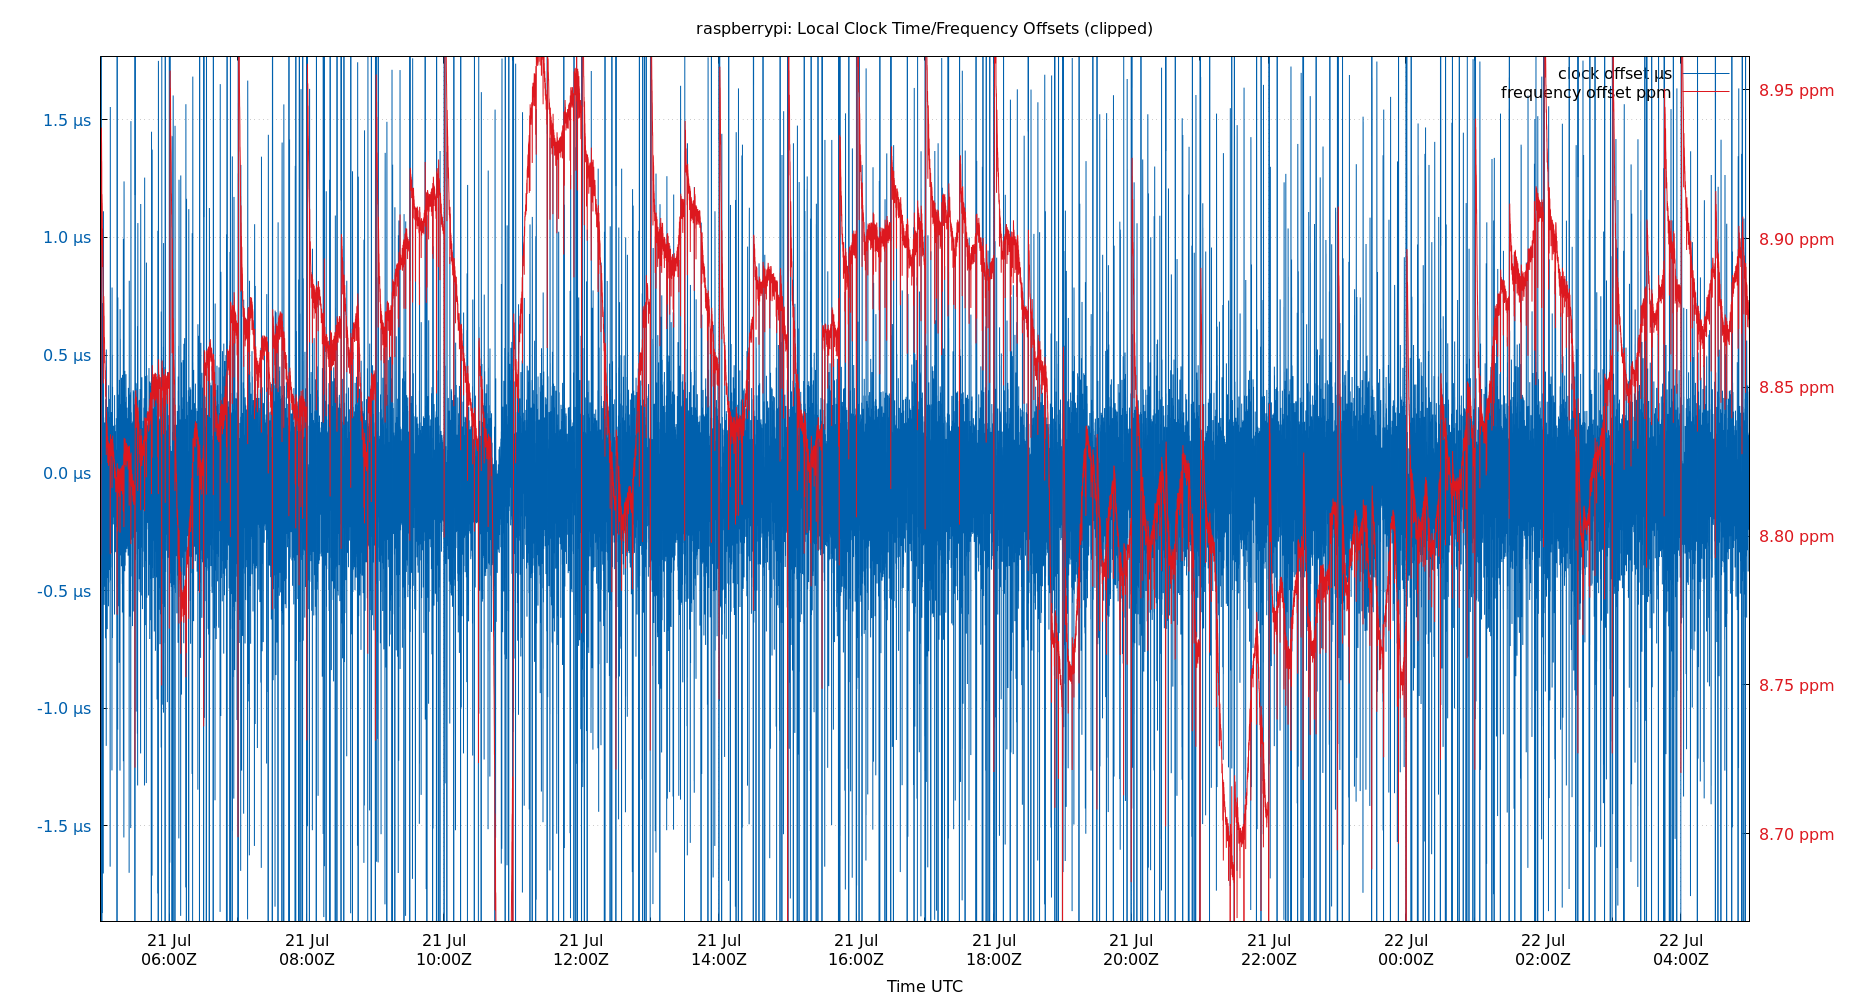 raspberrypi: Local Clock Time/Frequency Offsets (clipped)
clock offset µs
frequency offset ppm
1.5 µs
1.0 µs
0.5 µs
0.0 µs
-0.5 µs
-1.0 µs
-1.5 µs
8.95 ppm
8.90 ppm
8.85 ppm
8.80 ppm
8.75 ppm
8.70 ppm
21 Jul 21 Jul 21 Jul 21 Jul 21 Jul 21 Jul 21 Jul 21 Jul 21 Jul 22 Jul 22 Jul 22 Jul
06:00Z 08:00Z 10:00Z 12:00Z 14:00Z 16:00Z 18:00Z 20:00Z 22:00Z 00:00Z 02:00Z 04:00Z
Time UTC